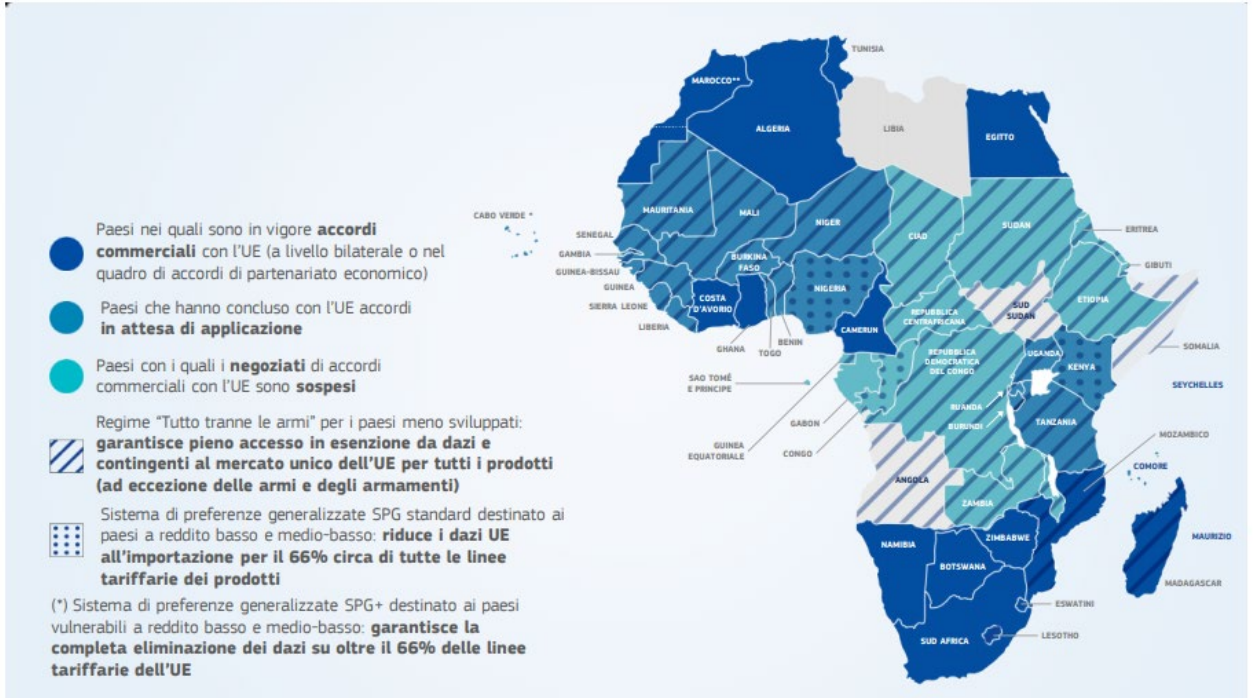 Paesi nei quali sono in vigore accordi
commerciali con l'UE (a livello bilaterale o nel
quadro di accordi di partenariato economico)
Paesi che hanno concluso con l'UE accordi
in attesa di applicazione
Paesi con i quali i negoziati di accordi
commerciali con l'UE sono sospesi
Regime "Tutto tranne le armi" per i paesi meno sviluppati:
garantisce pieno accesso in esenzione da dazi e
contingenti al mercato unico dell'UE per tutti i prodotti
(ad eccezione delle armi e degli armamenti)
Sistema di preferenze generalizzate SPG standard destinato ai
paesi a reddito basso e medio-basso: riduce i dazi UE
all'importazione per il 66% circa di tutte le linee
tariffarie dei prodotti
(*) Sistema di preferenze generalizzate SPG+ destinato ai paesi
vulnerabili a reddito basso e medio-basso: garantisce la
completa eliminazione dei dazi su oltre il 66% delle linee
tariffarie dell'UE
TUNISIA
MAROCCO**
ALGERIA
LIBIA
EGITTO
CABO VERDE *
MAURITANIA
MALI
NIGER
CIAD
SUDAN
ERITREA
SENEGAL
GAMBIA
GUINEA-BISSAU
GUINEA
SIERRA LEONE
LIBERIA
BURKINA
FASO
COSTA
D'AVORIO
GHANA
TOGO
BENIN
NIGERIA
CAMERUN
REPUBBLICA
CENTRAFRICANA
SUD
SUDAN
ETIOPIA
GIBUTI
SOMALIA
SAO TOMÉ
E PRINCIPE
GUINEA
EQUATORIALE
GABON
CONGO
REPUBBLICA
DEMOCRATICA
DEL CONGO
UGANDA
KENYA
RUANDA
BURUNDI
TANZANIA
SEYCHELLES
MOZAMBICO
COMORE
ANGOLA
ZAMBIA
NAMIBIA
ZIMBABWE
BOTSWANA
MAURIZIO
MADAGASCAR
ESWATINI
LESOTHO
SUD AFRICA